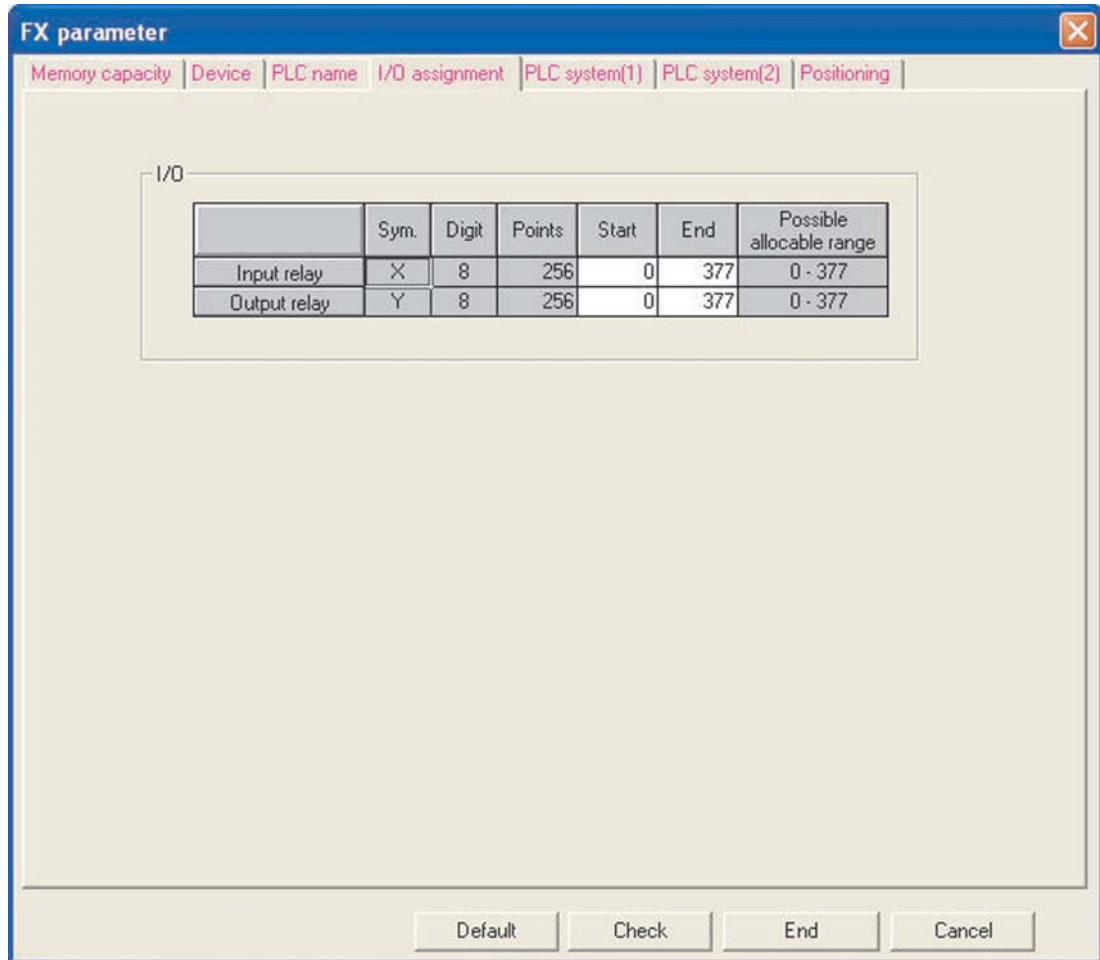 FX parameter
Memory capacity Device PLC name I/O assignment PLC system(1) PLC system(2) Positioning
I/O
Sym. Digit Points Start End Possible allocable range
Input relay X 8 256 0 377 0 - 377
Output relay Y 8 256 0 377 0 - 377
Default Check End Cancel